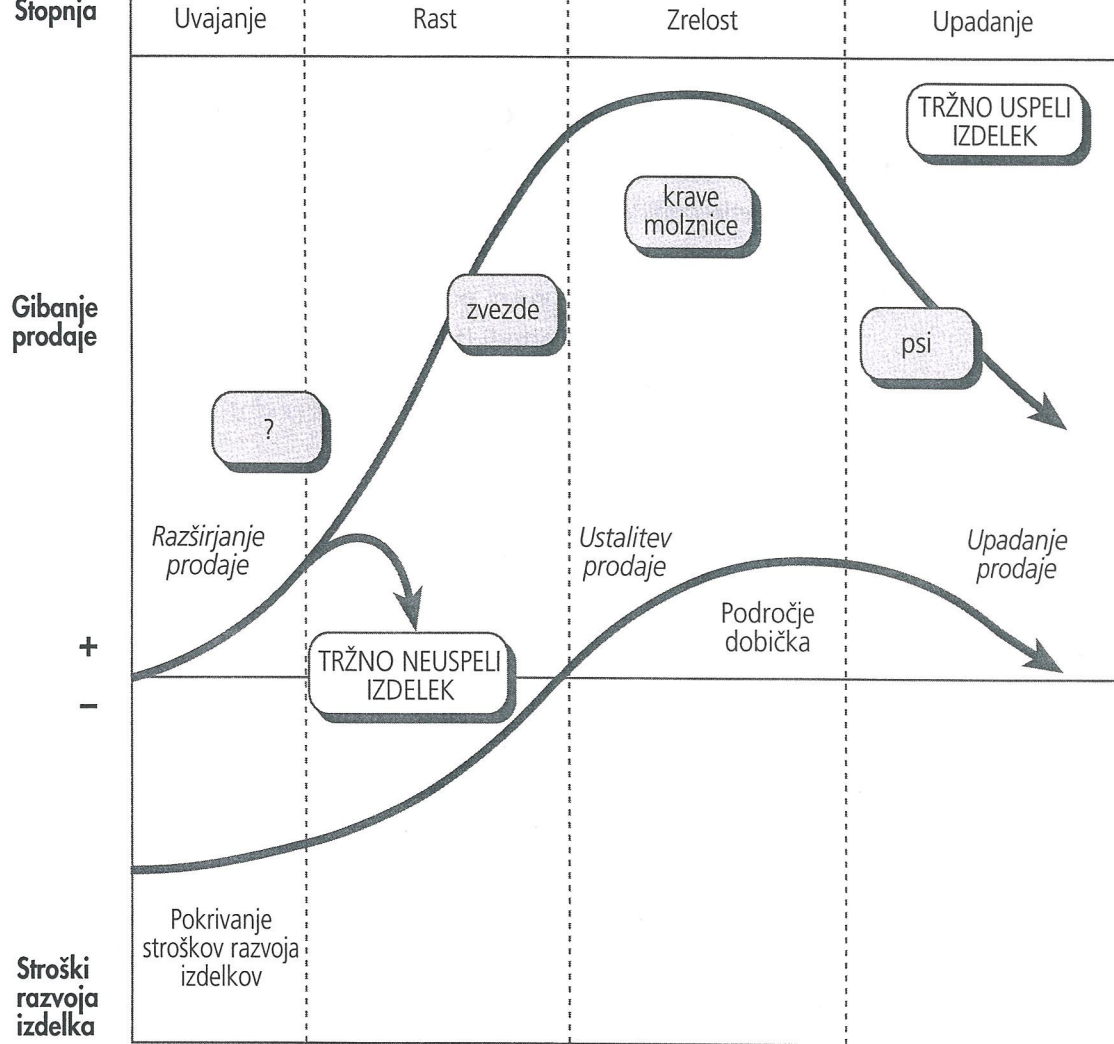 Stopnja
Uvajanje
Rast
Zrelost
Upadanje
TRŽNO USPELI
IZDELEK
krave
molznice
Gibanje
prodaje
zvezde
psi
?
Razširjanje
prodaje
Ustalitev
prodaje
Upadanje
prodaje
Področje
dobička
+
TRŽNO NEUSPELI
IZDELEK
–
Pokrivanje
stroškov razvoja
izdelkov
Stroški
razvoja
izdelka